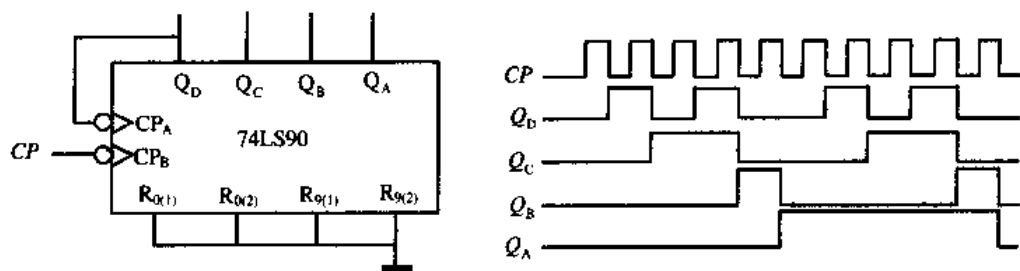 Q_D Q_C Q_B Q_A
CP_A
74LS90
CP
CP_B
R_0(1) R_0(2) R_9(1) R_9(2)
CP
Q_D
Q_C
Q_B
Q_A